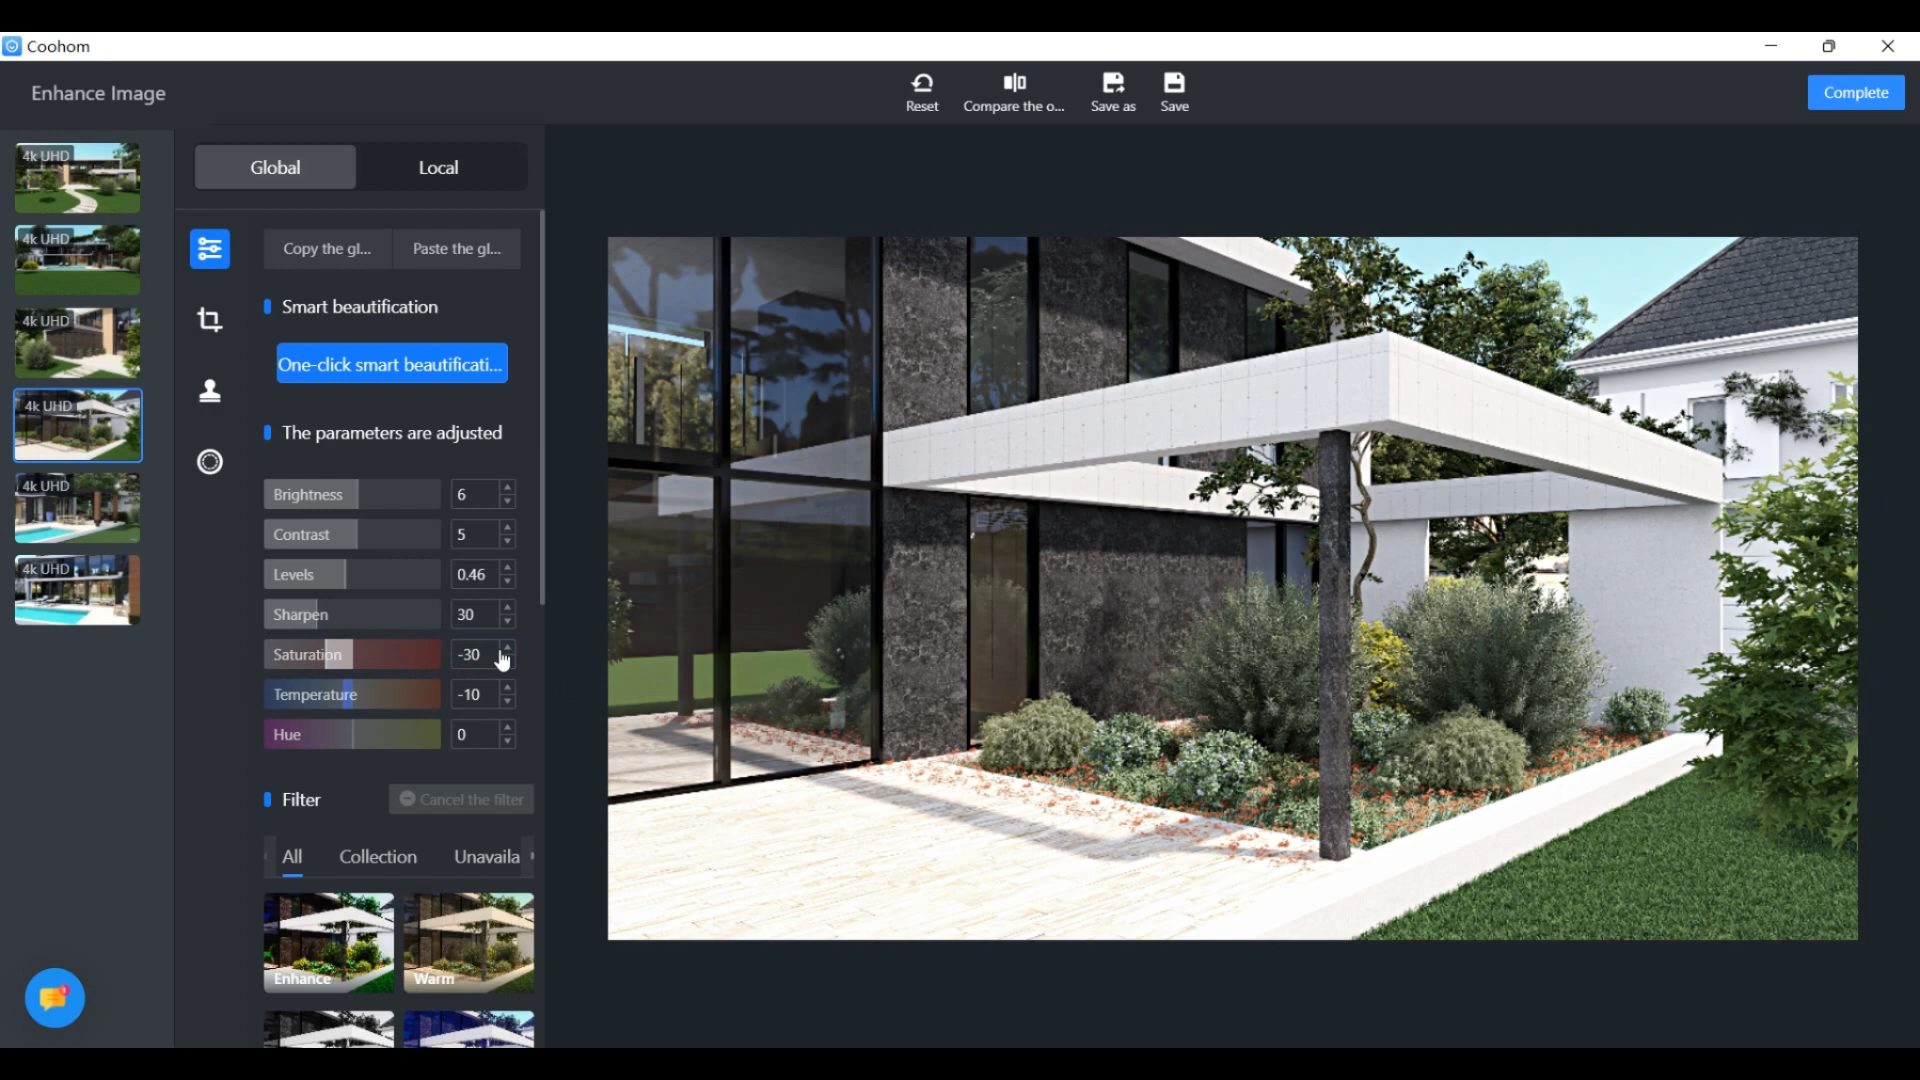 Coohom
Enhance Image
Reset
Compare the o...
Save as
Save
Complete
4k UHD
4k UHD
4k UHD
4k UHD
4k UHD
4k UHD
Global
Local
Copy the gl...
Paste the gl...
Smart beautification
One-click smart beautificati...
The parameters are adjusted
Brightness 6
Contrast 5
Levels 0.46
Sharpen 30
Saturation -30
Temperature -10
Hue 0
Filter
Cancel the filter
All
Collection
Unavaila
Enhance
Warm